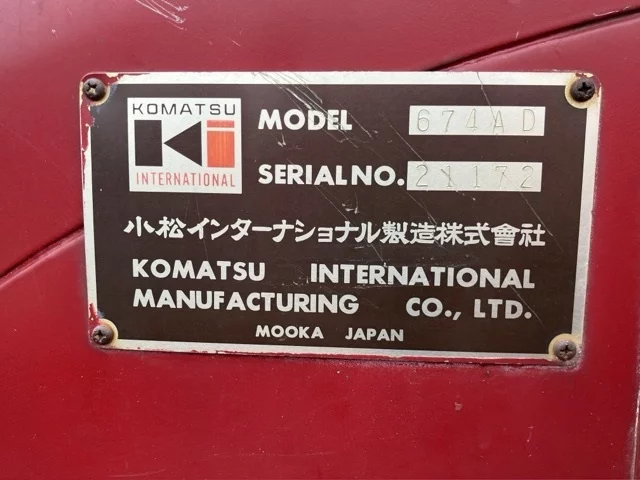 KOMATSU
Ki
INTERNATIONAL
MODEL 674AD
SERIAL NO. 21172
小松インターナショナル製造株式會社
KOMATSU INTERNATIONAL
MANUFACTURING CO., LTD.
MOOKA JAPAN